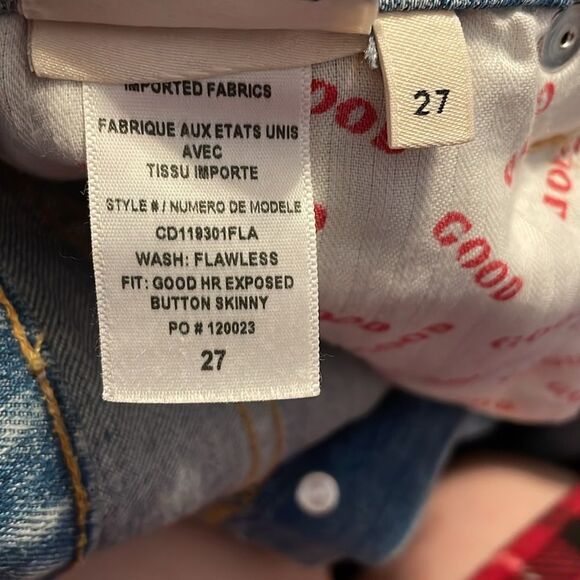 IMPORTED FABRICS
FABRIQUE AUX ETATS UNIS
AVEC
TISSU IMPORTE
STYLE # / NUMERO DE MODELE
CD119301FLA
WASH: FLAWLESS
FIT: GOOD HR EXPOSED
BUTTON SKINNY
PO # 120023
27
27
GOOD
GOOD
GOOD